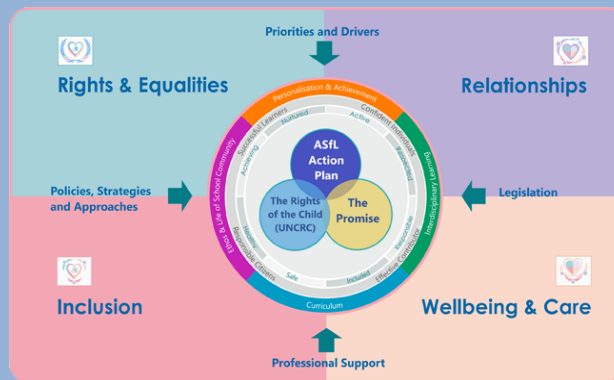 Priorities and Drivers
Rights & Equalities
Relationships
Personalisation & Achievement
Successful Learners
Nurtured
Active
Confident Individuals
Achieving
ASfL
Action
Plan
Respected
Ethos & Life of School Community
Interdisciplinary Learning
Policies, Strategies
and Approaches
Legislation
The Rights
of the Child
(UNCRC)
The
Promise
Healthy
Responsible
Responsible Citizens
Safe
Included
Effective Contributor
Curriculum
Inclusion
Wellbeing & Care
Professional Support